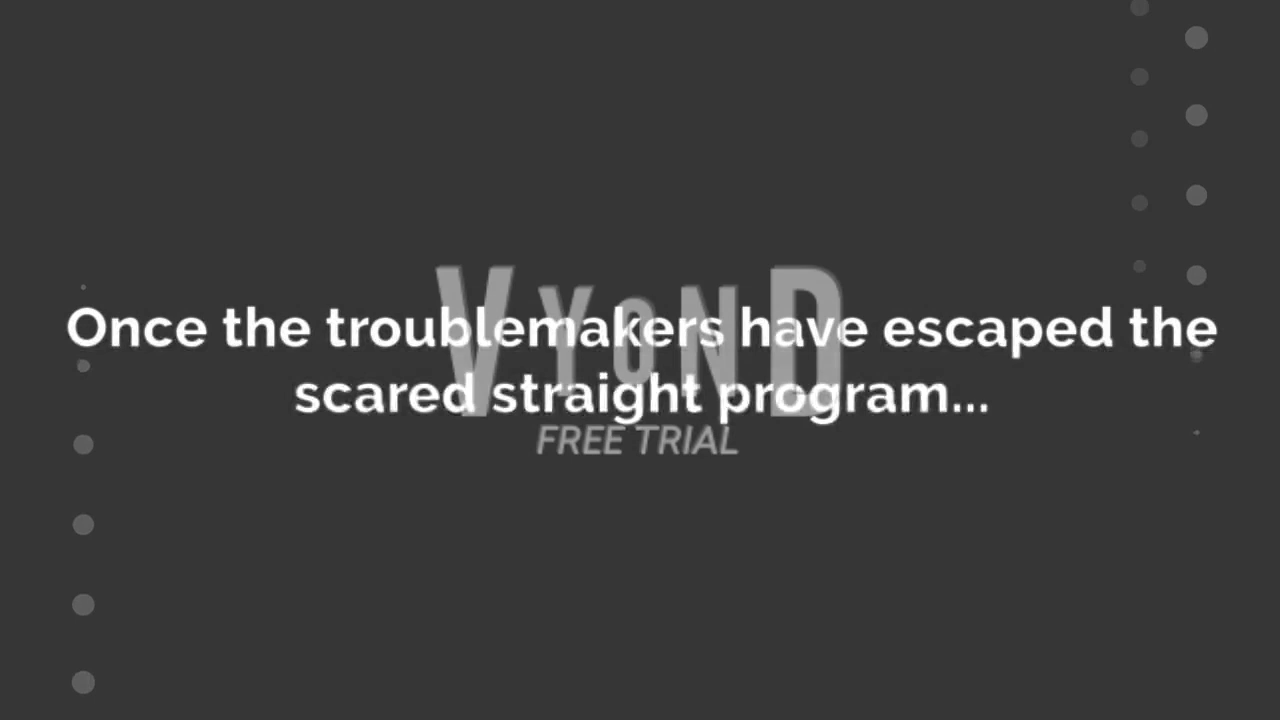 Once the troublemakers have escaped the
scared straight program...
VYOND
FREE TRIAL